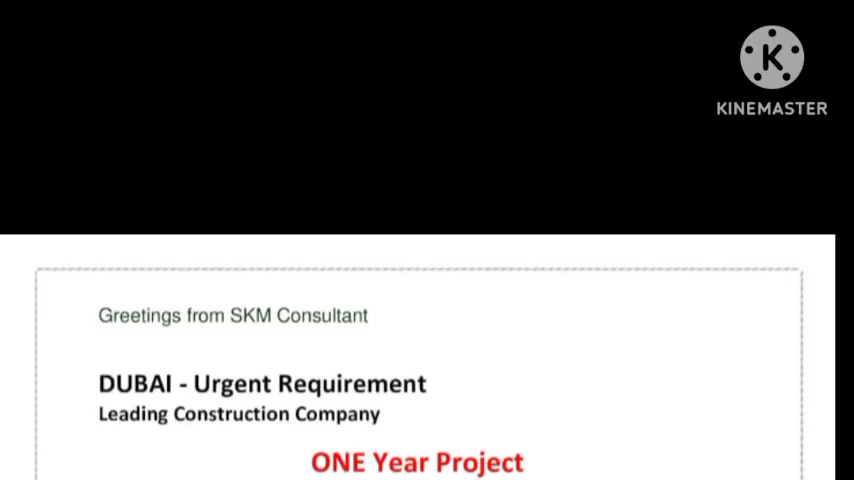 KINEMASTER
Greetings from SKM Consultant
DUBAI - Urgent Requirement
Leading Construction Company
ONE Year Project